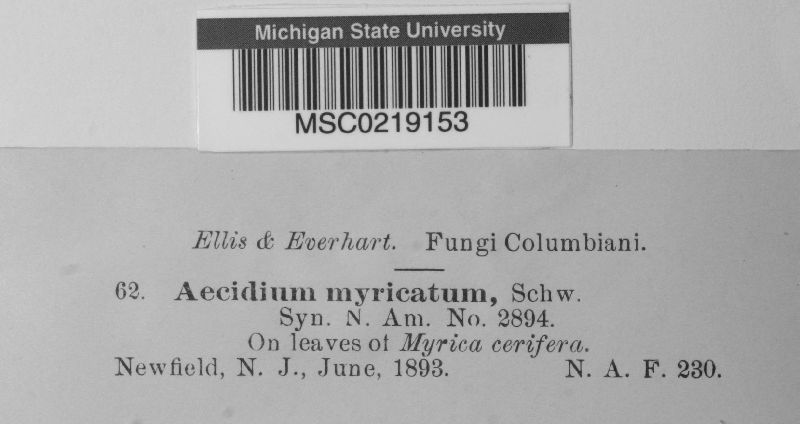 Michigan State University
MSC0219153
Ellis & Everhart. Fungi Columbiani.
62. Aecidium myricatum, Schw.
Syn. N. Am. No. 2894.
On leaves of Myrica cerifera.
Newfield, N. J., June, 1893. N. A. F. 230.